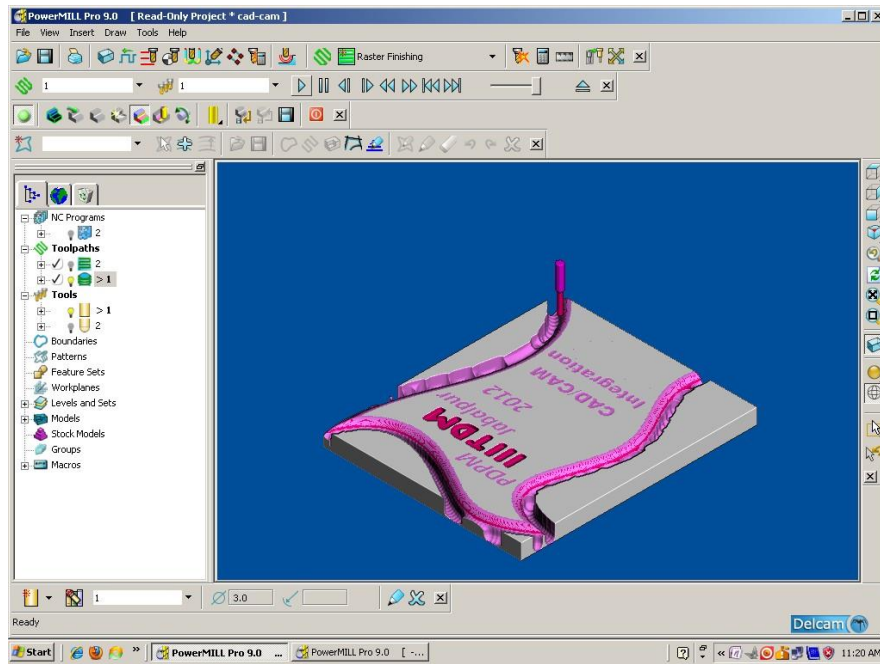 PowerMILL Pro 9.0 [ Read-Only Project * cad-cam ]
File View Insert Draw Tools Help
Raster Finishing
1 1
NC Programs
2
Toolpaths
2
> 1
Tools
> 1
2
Boundaries
Patterns
Feature Sets
Workplanes
Levels and Sets
Models
Stock Models
Groups
Macros
PDPM
IIITDM
Jabalpur
2012
CAD/CAM
Integration
1 3.0
Ready
Delcam
Start » PowerMILL Pro 9.0 ... PowerMILL Pro 9.0 [ -... « 11:20 AM